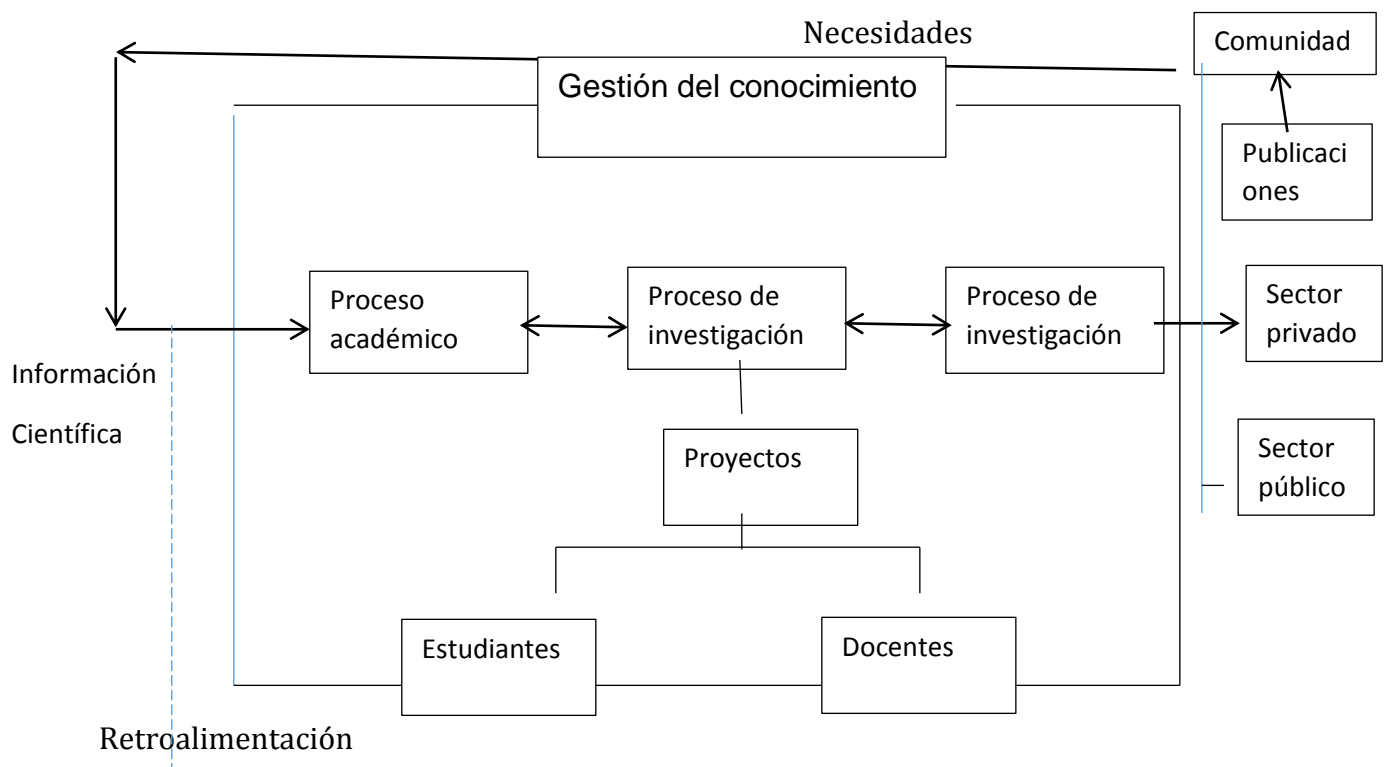 Necesidades
Comunidad
Gestión del conocimiento
Publicaci
ones
Proceso
académico
Proceso de
investigación
Proceso de
investigación
Sector
privado
Información
Científica
Proyectos
Sector
público
Estudiantes
Docentes
Retroalimentación